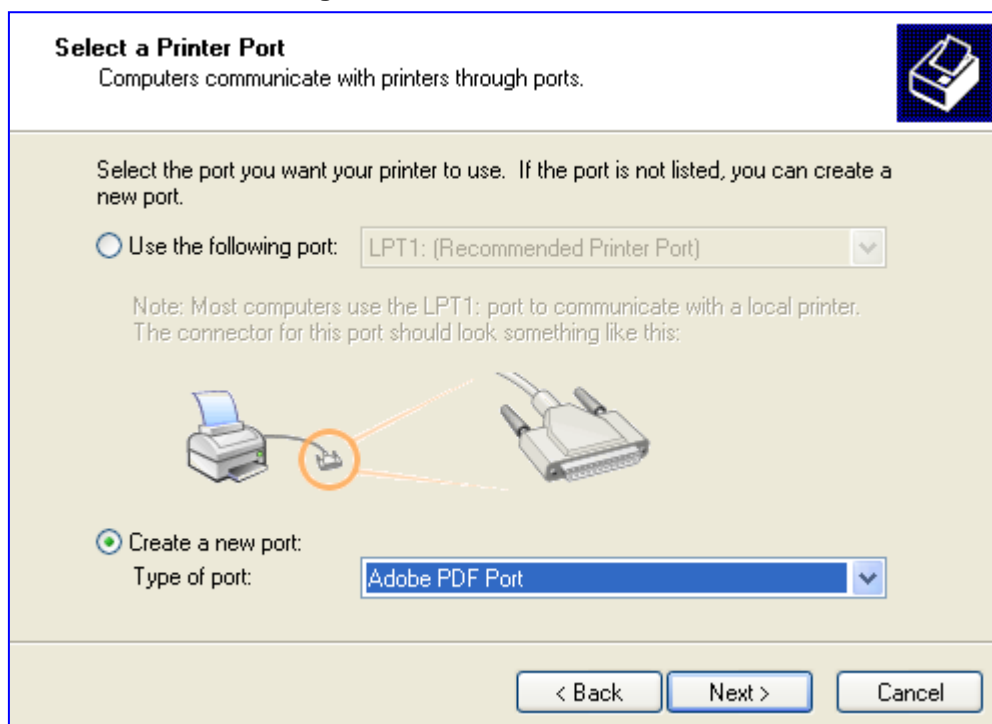 Select a Printer Port
Computers communicate with printers through ports.
Select the port you want your printer to use. If the port is not listed, you can create a
new port.
Use the following port: LPT1: (Recommended Printer Port)
Note: Most computers use the LPT1: port to communicate with a local printer.
The connector for this port should look something like this:
Create a new port:
Type of port: Adobe PDF Port
< Back Next > Cancel